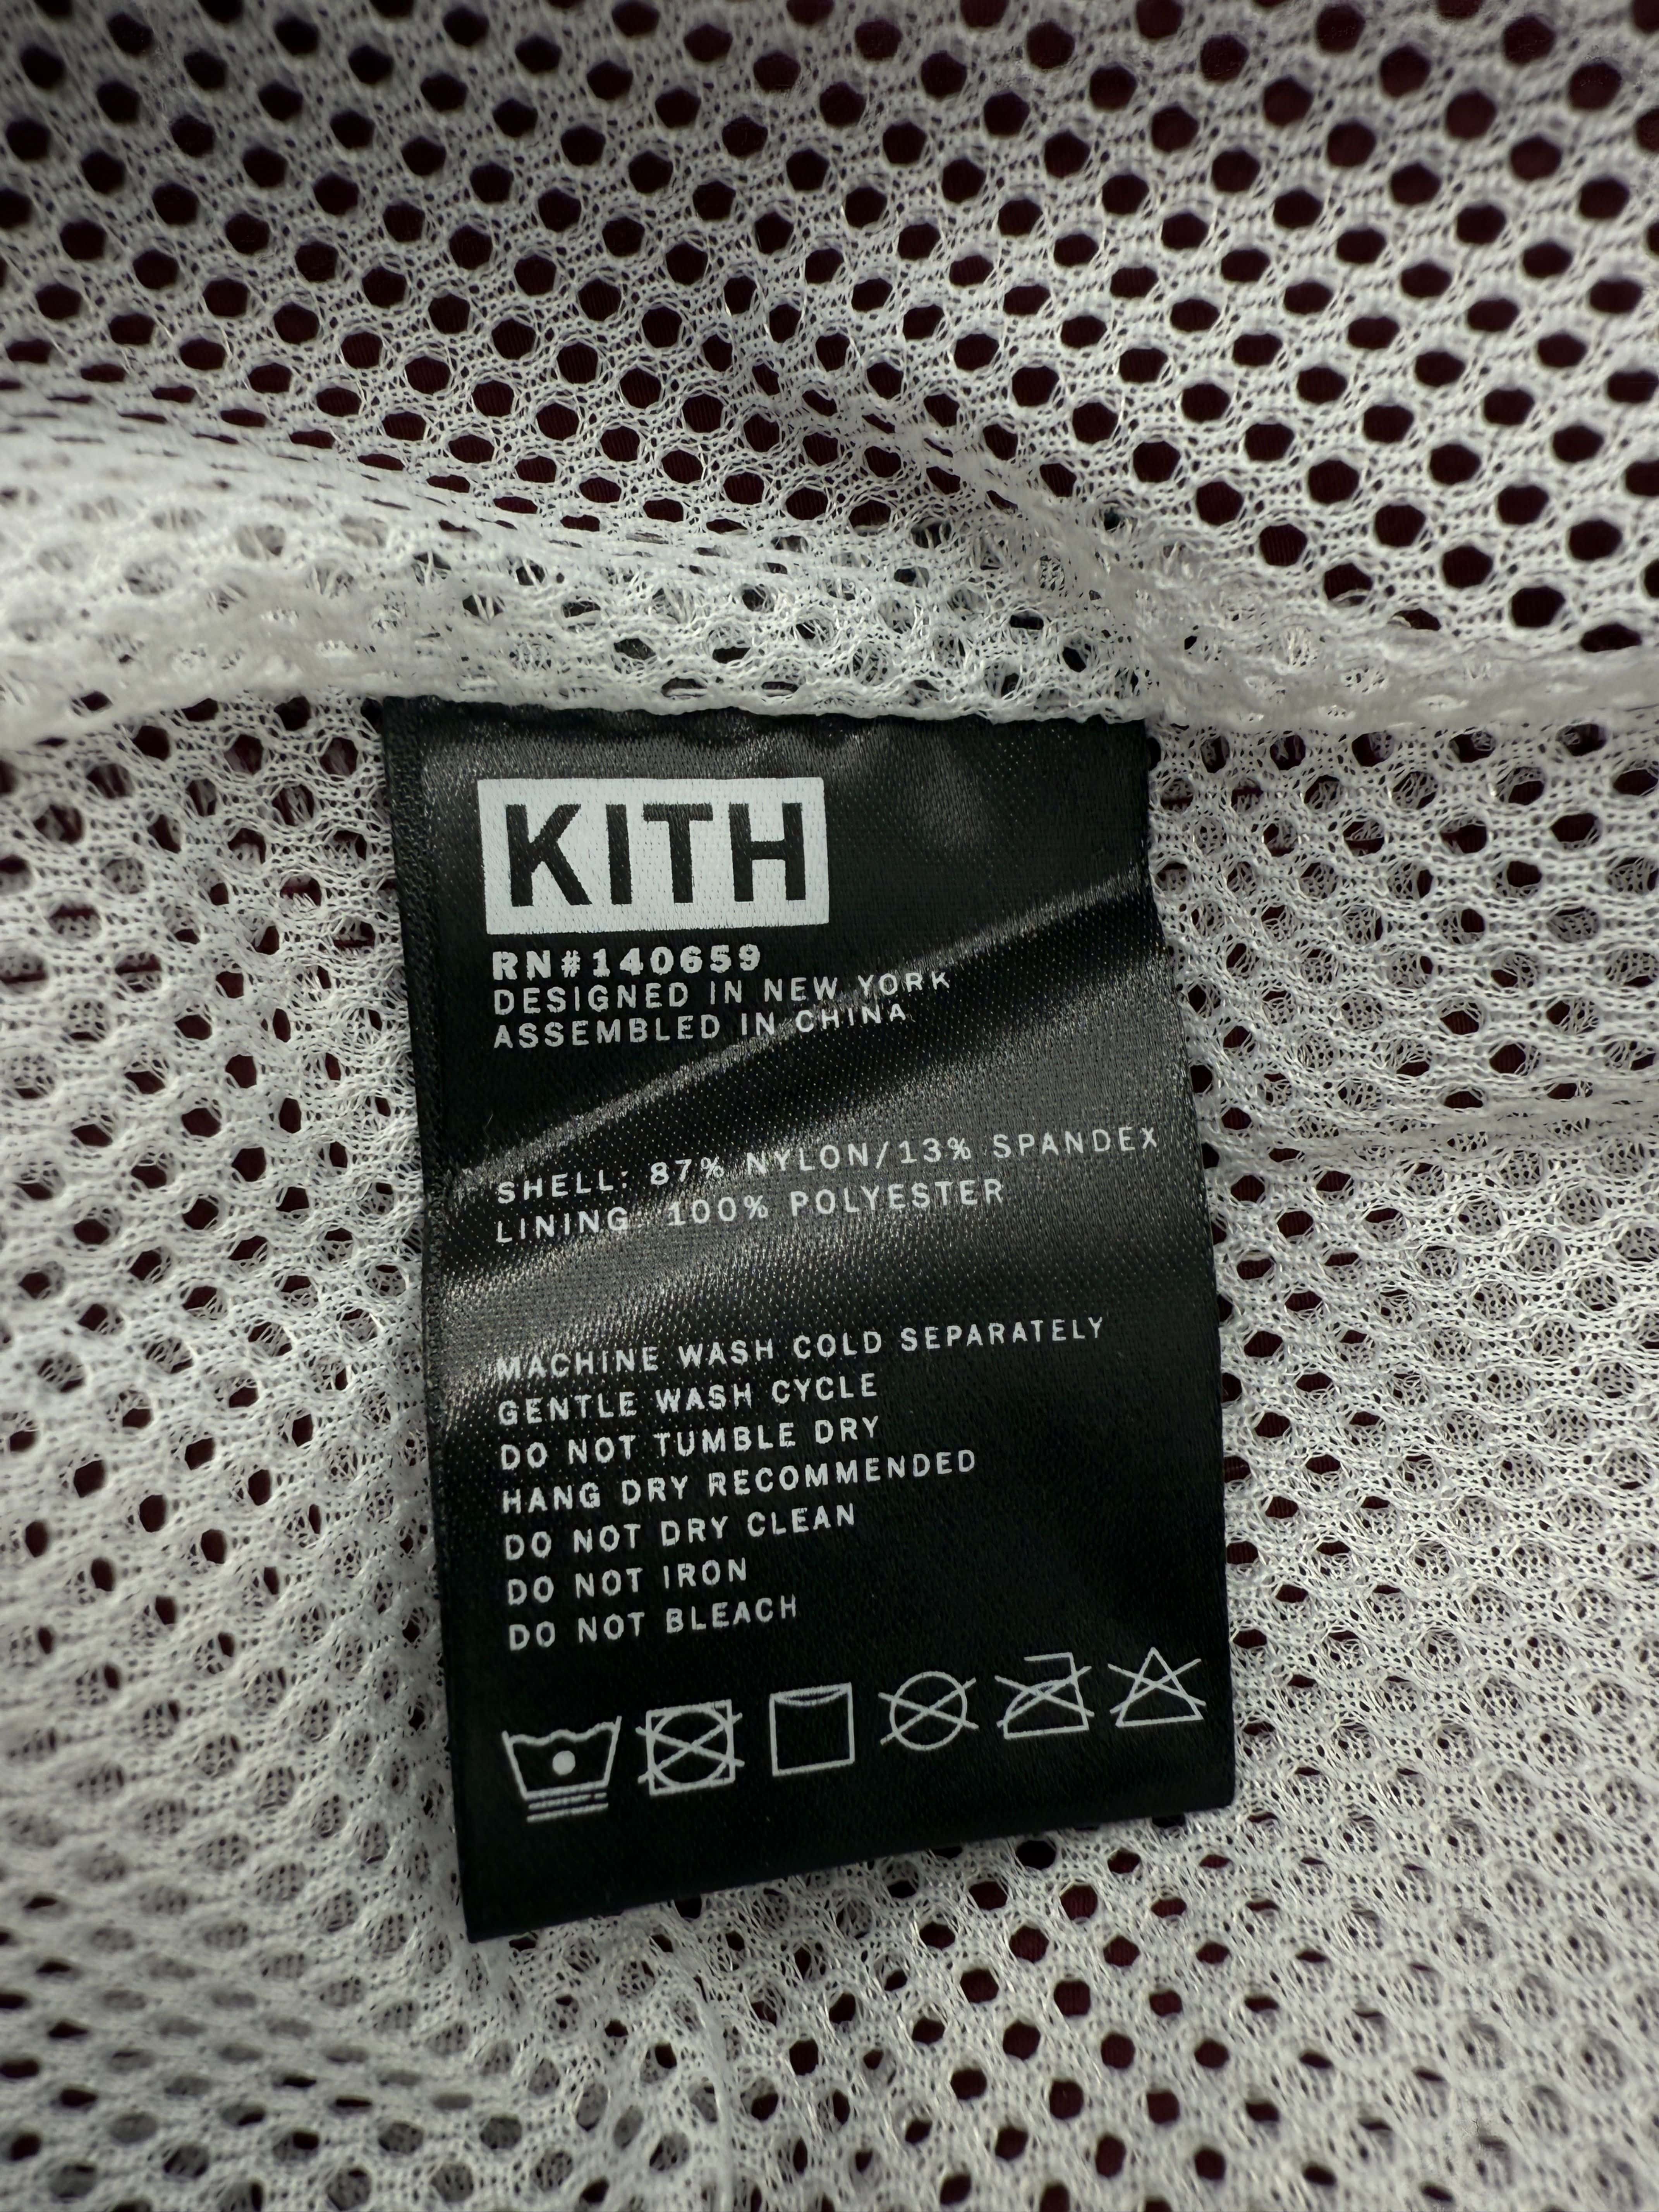 KITH
RN#140659
DESIGNED IN NEW YORK
ASSEMBLED IN CHINA
SHELL: 87% NYLON/13% SPANDEX
LINING: 100% POLYESTER
MACHINE WASH COLD SEPARATELY
GENTLE WASH CYCLE
DO NOT TUMBLE DRY
HANG DRY RECOMMENDED
DO NOT DRY CLEAN
DO NOT IRON
DO NOT BLEACH